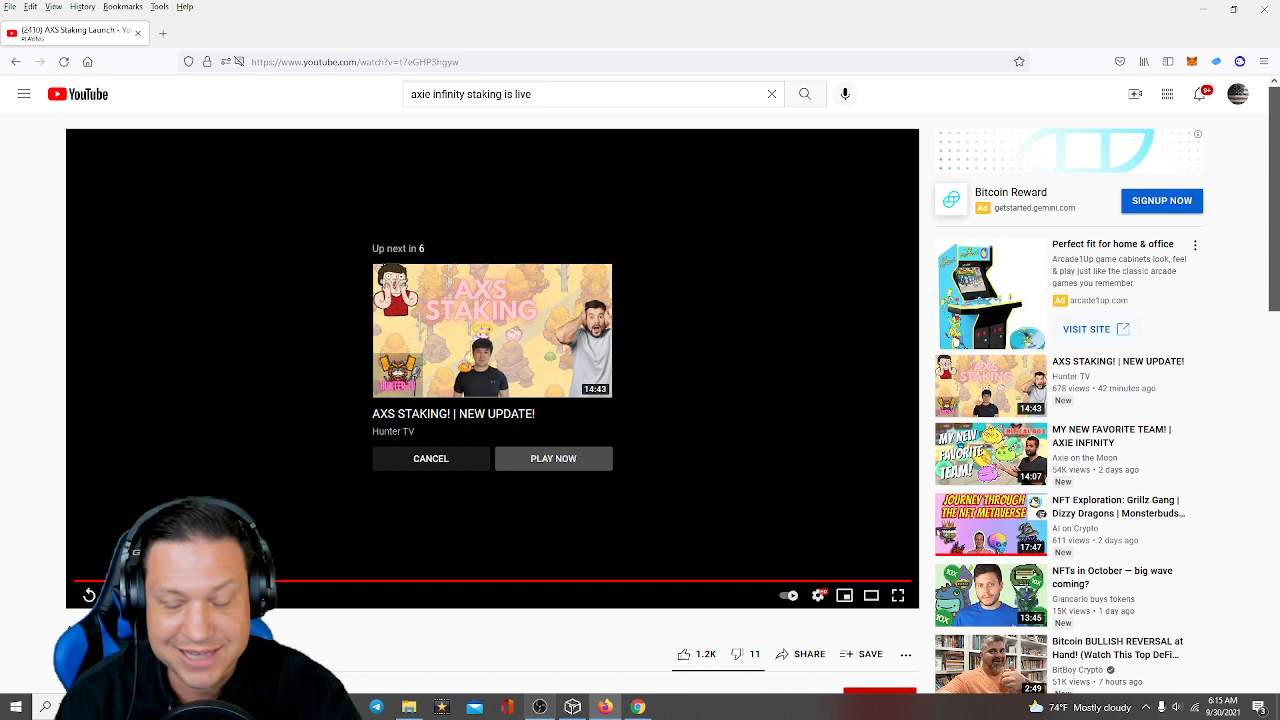 File Edit View History Bookmarks Tools Help
(2410) AXS Staking Launch - You
PLAYING
https://www.youtube.com/watch?v=t7eGHP3hgyw
YouTube
axie infinity staking is live
9+
Up next in 6
AXS
STAKING
HUNTER TV
14:43
AXS STAKING! | NEW UPDATE!
Hunter TV
CANCEL
PLAY NOW
1.2K
11
SHARE
SAVE
Bitcoin Reward
Ad getstarted.gemini.com
SIGNUP NOW
Perfect fit for home & office
Arcade1Up game cabinets look, feel
& play just like the classic arcade
games you remember
Ad arcade1up.com
VISIT SITE
AXS
STAKING
14:43
AXS STAKING! | NEW UPDATE!
Hunter TV
678 views • 42 minutes ago
New
MY NEW
FAVORITE
TEAM!
14:07
MY NEW FAVORITE TEAM! |
AXIE INFINITY
Axie on the Moon
54K views • 2 days ago
New
JOURNEY THROUGH
THE NFT METAVERSE
17:47
NFT Exploration: Grillz Gang |
Dizzy Dragons | Monsterbuds...
AI on Crypto
611 views • 2 days ago
New
13:45
NFTs in October — big wave
coming?
Giancarlo buys tokens
15K views • 1 day ago
New
2:49
Bitcoin BULLISH REVERSAL at
Hand! (Watch This Top DeFi...
BitBoy Crypto
51K views • 7 hours ago
6:15 AM
9/30/2021